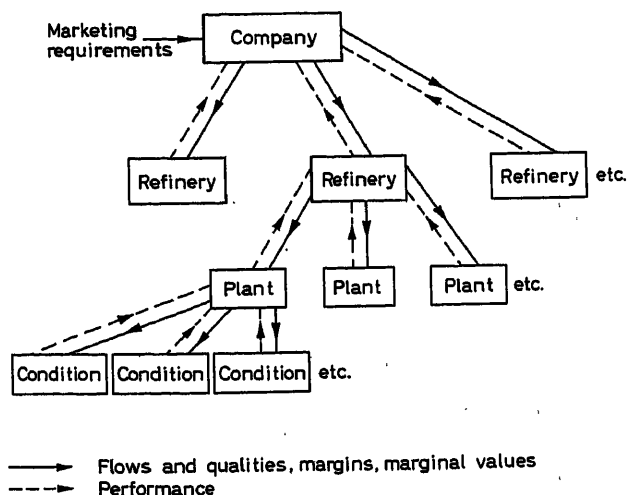 Marketing
requirements
Company
Refinery
Refinery
Refinery etc.
Plant
Plant
Plant etc.
Condition
Condition
Condition etc.
Flows and qualities, margins, marginal values
Performance